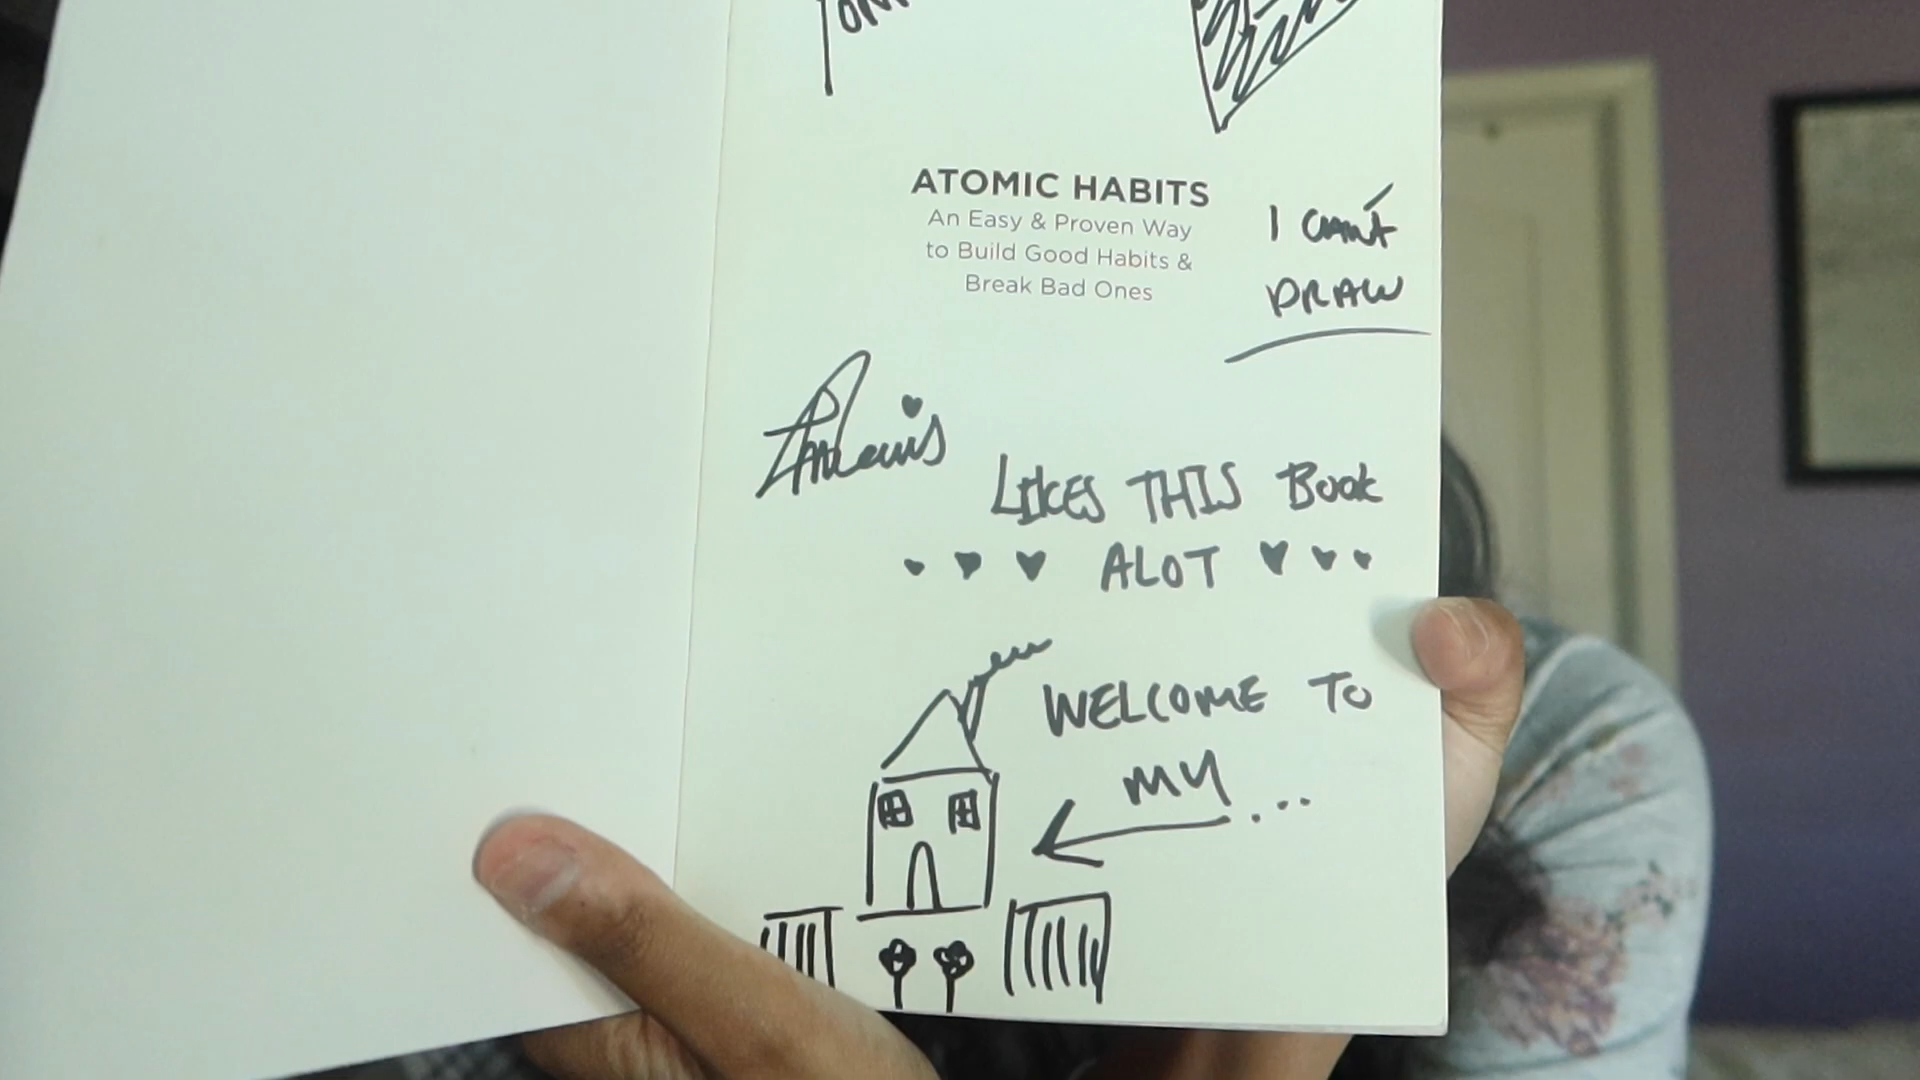 ATOMIC HABITS
An Easy & Proven Way
to Build Good Habits &
Break Bad Ones
I CAN'T
DRAW
LIKES THIS Book
ALOT
WELCOME TO
MY
...